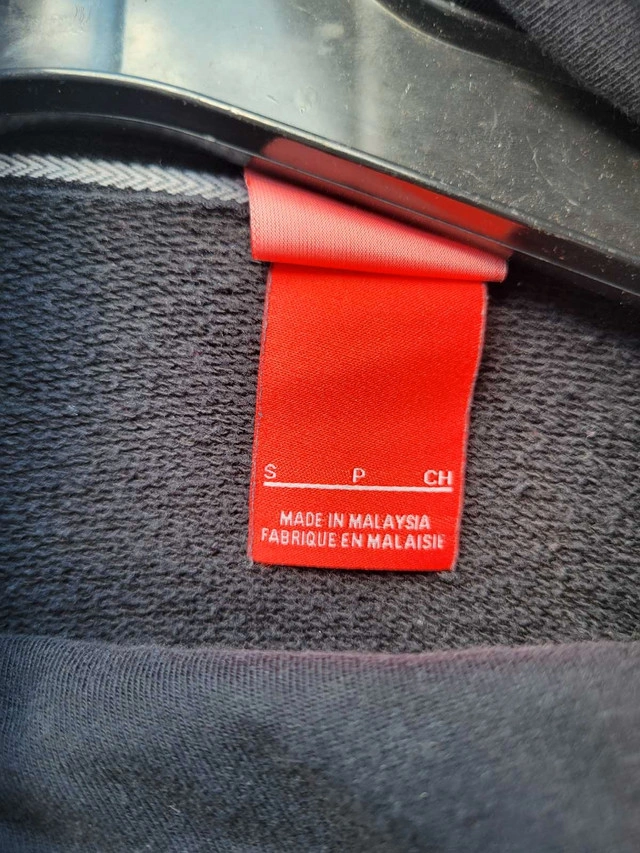 S P CH
MADE IN MALAYSIA
FABRIQUE EN MALAISIE